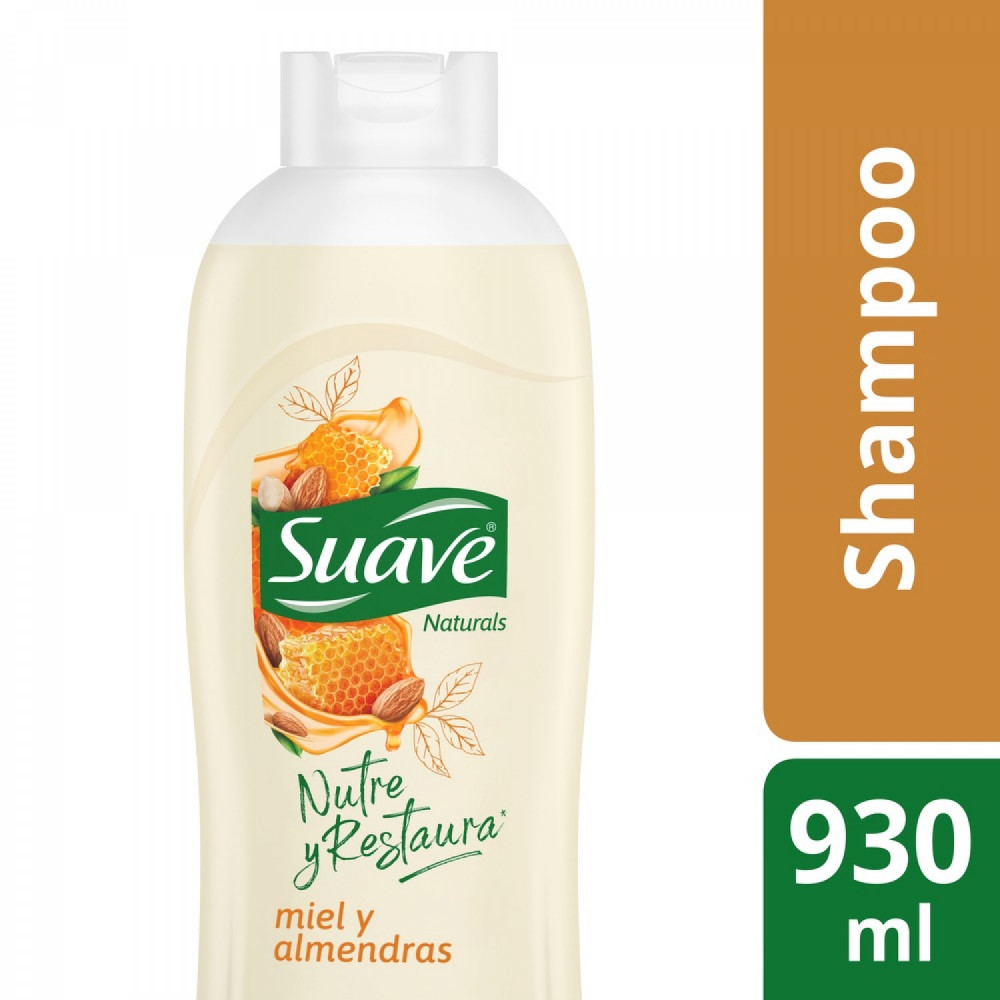 Suave®
Naturals
Nutre
y Restaura*
miel y
almendras
Shampoo
930
ml